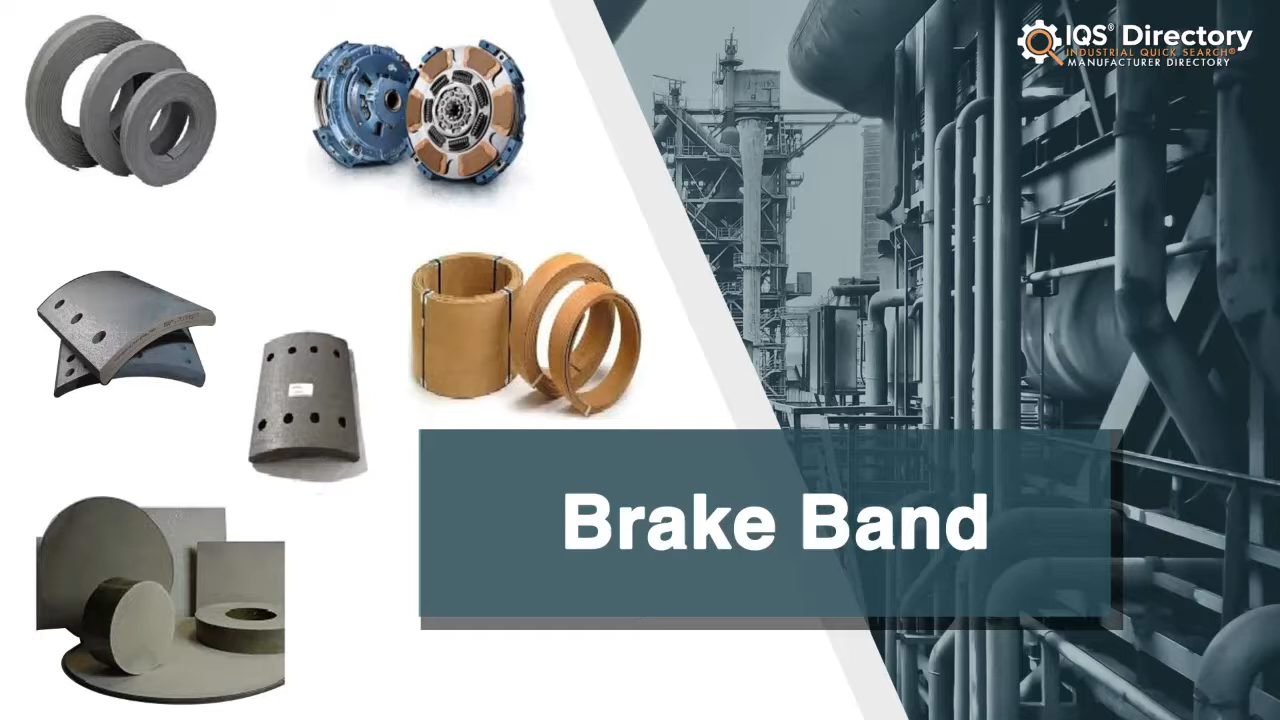 IQS® Directory
INDUSTRIAL QUICK SEARCH®
MANUFACTURER DIRECTORY
Brake Band